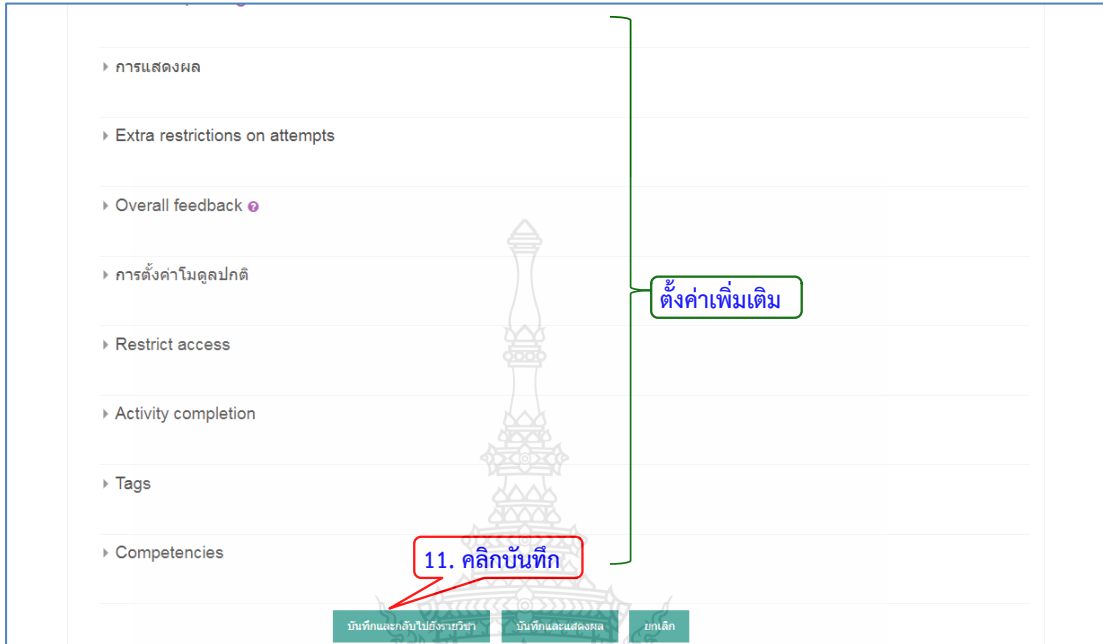 การแสดงผล
Extra restrictions on attempts
Overall feedback
การตั้งค่าโมดูลปกติ
ตั้งค่าเพิ่มเติม
Restrict access
Activity completion
Tags
Competencies
11. คลิกบันทึก
บันทึกและกลับไปยังรายวิชา บันทึกและแสดงผล ยกเลิก